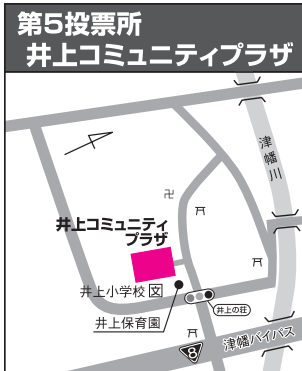 第5投票所
井上コミュニティプラザ
津幡川
卍
井上コミュニティ
プラザ
井上小学校
文
井上保育園
井上の荘
8
津幡バイパス